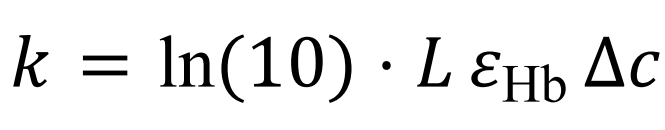 k = ln(10) · L ε_Hb Δc